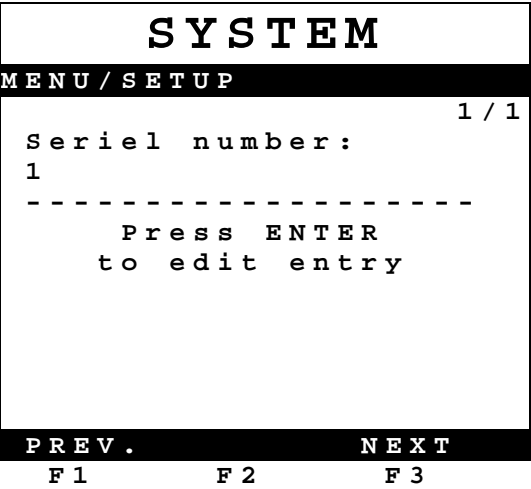 SYSTEM
MENU/SETUP
1/1
Seriel number:
1
-------------------
Press ENTER
to edit entry
PREV. NEXT
F1 F2 F3